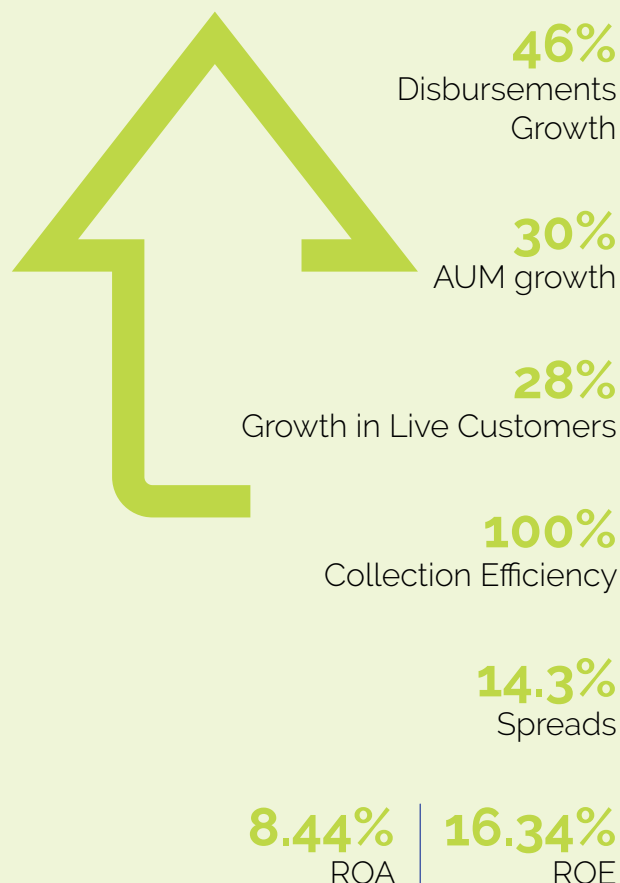 46%
Disbursements
Growth
30%
AUM growth
28%
Growth in Live Customers
100%
Collection Efficiency
14.3%
Spreads
8.44%
ROA
16.34%
ROE